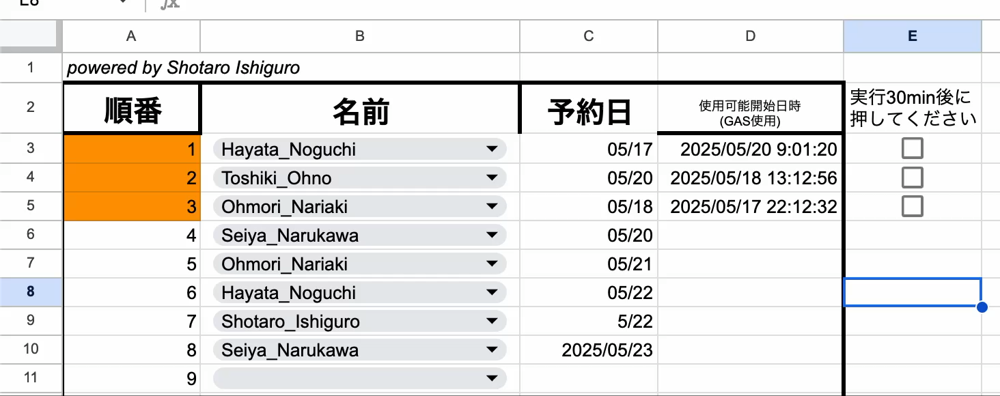 E8 fx
A B C D E
1 powered by Shotaro Ishiguro
2 順番 名前 予約日 使用可能開始日時 実行30min後に
(GAS使用) 押してください
3 1 Hayata_Noguchi 05/17 2025/05/20 9:01:20
4 2 Toshiki_Ohno 05/20 2025/05/18 13:12:56
5 3 Ohmori_Nariaki 05/18 2025/05/17 22:12:32
6 4 Seiya_Narukawa 05/20
7 5 Ohmori_Nariaki 05/21
8 6 Hayata_Noguchi 05/22
9 7 Shotaro_Ishiguro 5/22
10 8 Seiya_Narukawa 2025/05/23
11 9